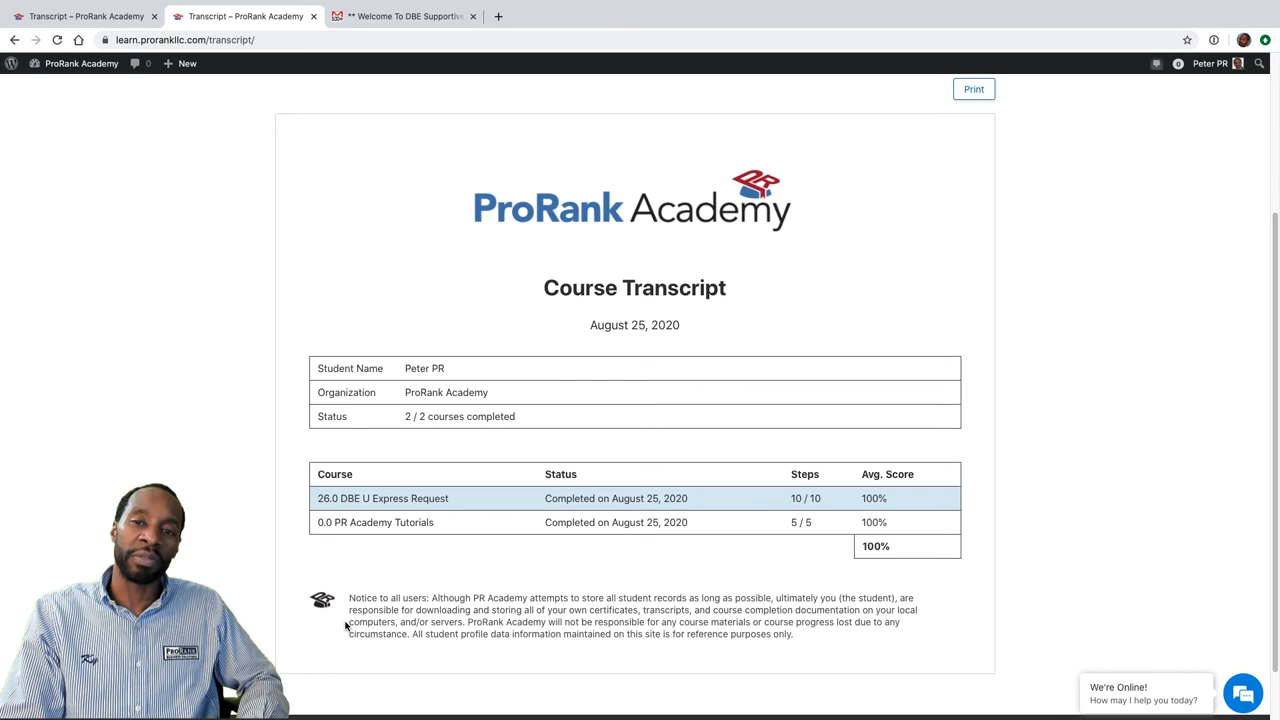 Transcript – ProRank Academy
Transcript – ProRank Academy
** Welcome To DBE Supportive
learn.prorankllc.com/transcript/
ProRank Academy 0 New
0 Peter PR
Print
ProRank Academy
Course Transcript
August 25, 2020
Student Name Peter PR
Organization ProRank Academy
Status 2 / 2 courses completed
Course Status Steps Avg. Score
26.0 DBE U Express Request Completed on August 25, 2020 10 / 10 100%
0.0 PR Academy Tutorials Completed on August 25, 2020 5 / 5 100%
100%
Notice to all users: Although PR Academy attempts to store all student records as long as possible, ultimately you (the student), are
responsible for downloading and storing all of your own certificates, transcripts, and course completion documentation on your local
computers, and/or servers. ProRank Academy will not be responsible for any course materials or course progress lost due to any
circumstance. All student profile data information maintained on this site is for reference purposes only.
PRORANK
We're Online!
How may I help you today?